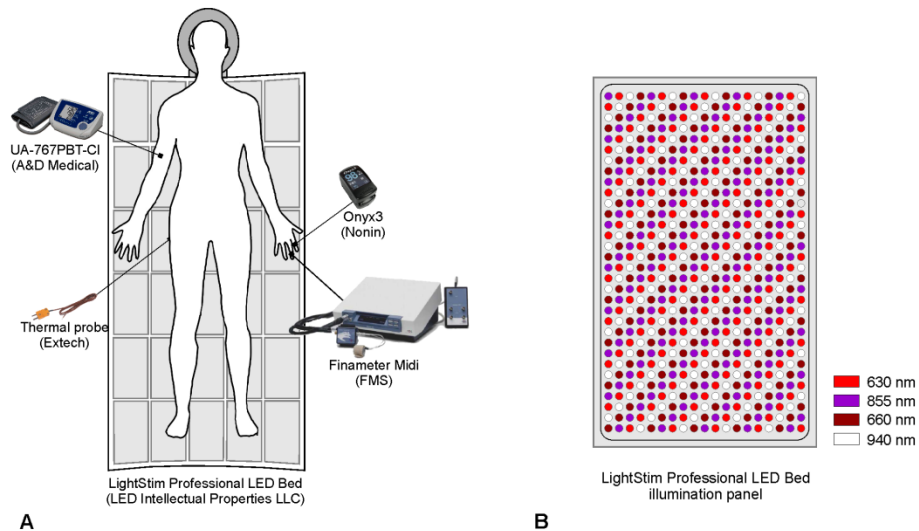 UA-767PBT-CI
(A&D Medical)
Onyx3
(Nonin)
Thermal probe
(Extech)
Finameter Midi
(FMS)
LightStim Professional LED Bed
(LED Intellectual Properties LLC)
A
630 nm
855 nm
660 nm
940 nm
LightStim Professional LED Bed
illumination panel
B